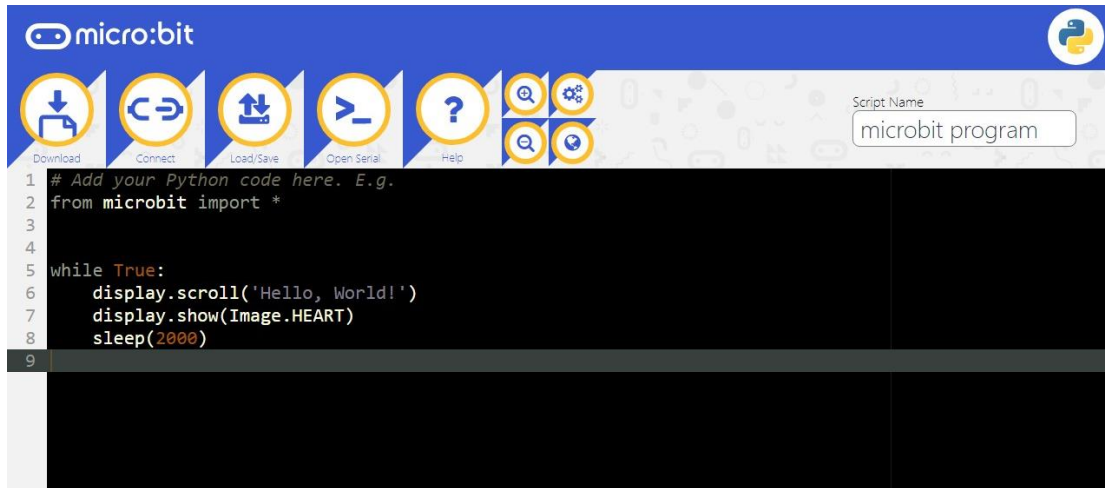 micro:bit
Download
Connect
Load/Save
>_
Open Serial
?
Help
Script Name
microbit program
1 # Add your Python code here. E.g.
2 from microbit import *
3
4
5 while True:
6     display.scroll('Hello, World!')
7     display.show(Image.HEART)
8     sleep(2000)
9